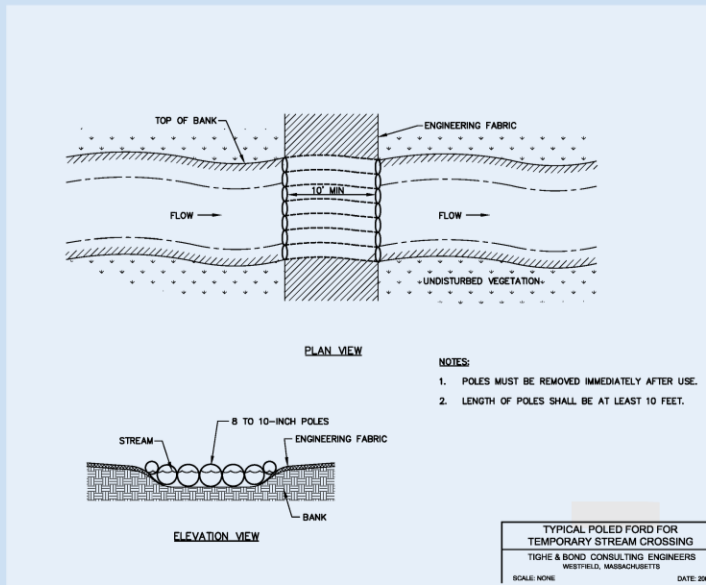 TOP OF BANK
ENGINEERING FABRIC
10' MIN
FLOW
FLOW
UNDISTURBED VEGETATION
PLAN VIEW
NOTES:
1. POLES MUST BE REMOVED IMMEDIATELY AFTER USE.
2. LENGTH OF POLES SHALL BE AT LEAST 10 FEET.
8 TO 10-INCH POLES
STREAM
ENGINEERING FABRIC
BANK
ELEVATION VIEW
TYPICAL POLED FORD FOR
TEMPORARY STREAM CROSSING
TIGHE & BOND CONSULTING ENGINEERS
WESTFIELD, MASSACHUSETTS
SCALE: NONE
DATE: